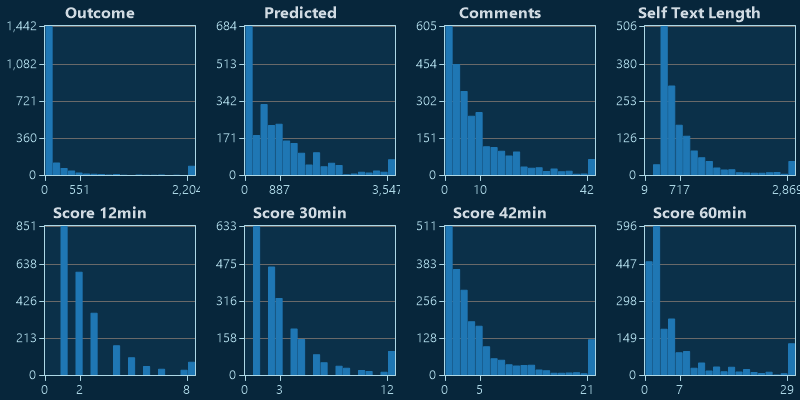 Outcome Predicted Comments Self Text Length
1,442 684 605 506
1,082 513 454 380
721 342 302 253
360 171 151 126
0 0 0 0
0 551 2,204 0 887 3,547 0 10 42 9 717 2,869
Score 12min Score 30min Score 42min Score 60min
851 633 511 596
638 475 383 447
426 316 256 298
213 158 128 149
0 0 0 0
0 2 8 0 3 12 0 5 21 0 7 29